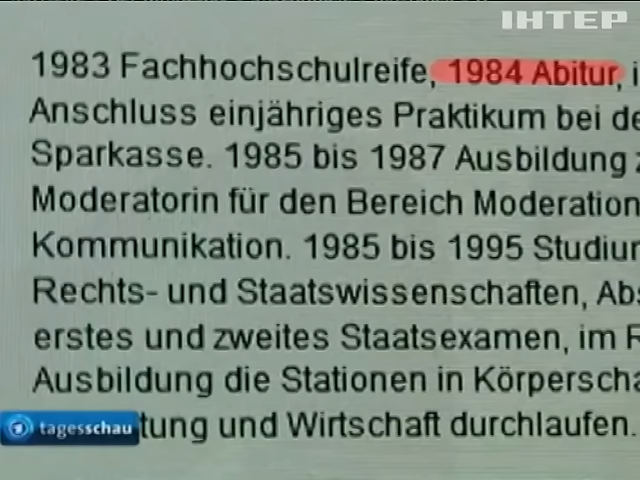 ІНТЕР
1983 Fachhochschulreife, 1984 Abitur, i
Anschluss einjähriges Praktikum bei de
Sparkasse. 1985 bis 1987 Ausbildung z
Moderatorin für den Bereich Moderation
Kommunikation. 1985 bis 1995 Studiur
Rechts- und Staatswissenschaften, Abs
erstes und zweites Staatsexamen, im R
Ausbildung die Stationen in Körperscha
tung und Wirtschaft durchlaufen.
tagesschau